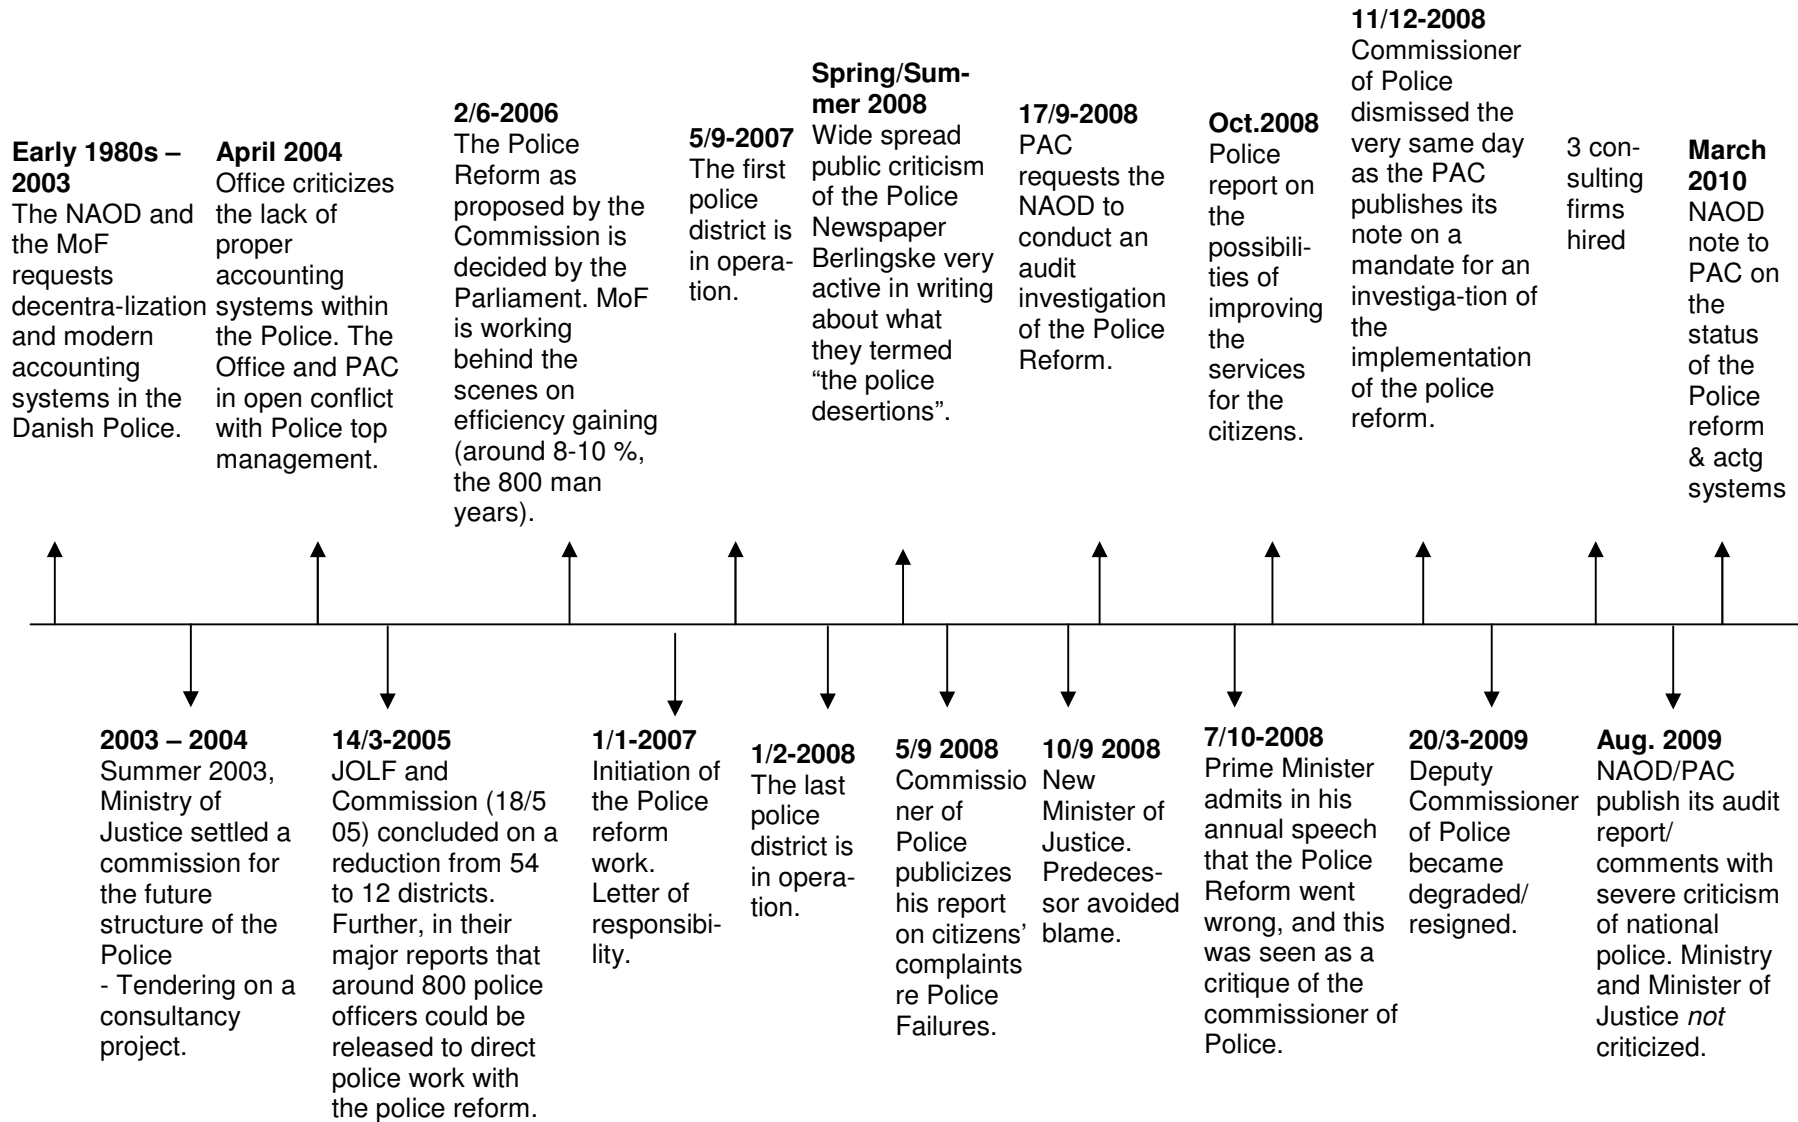 Early 1980s –
2003
The NAOD and
the MoF
requests
decentra-lization
and modern
accounting
systems in the
Danish Police.
April 2004
Office criticizes
the lack of
proper
accounting
systems within
the Police. The
Office and PAC
in open conflict
with Police top
management.
2/6-2006
The Police
Reform as
proposed by the
Commission is
decided by the
Parliament. MoF
is working
behind the
scenes on
efficiency gaining
(around 8-10 %,
the 800 man
years).
5/9-2007
The first
police
district is
in opera-
tion.
Spring/Sum-
mer 2008
Wide spread
public criticism
of the Police
Newspaper
Berlingske very
active in writing
about what
they termed
“the police
desertions”.
17/9-2008
PAC
requests the
NAOD to
conduct an
audit
investigation
of the Police
Reform.
Oct.2008
Police
report on
the
possibili-
ties of
improving
the
services
for the
citizens.
11/12-2008
Commissioner
of Police
dismissed the
very same day
as the PAC
publishes its
note on a
mandate for an
investiga-tion of
the
implementation
of the police
reform.
3 con-
sulting
firms
hired
March
2010
NAOD
note to
PAC on
the
status
of the
Police
reform
& actg
systems
2003 – 2004
Summer 2003,
Ministry of
Justice settled a
commission for
the future
structure of the
Police
- Tendering on a
consultancy
project.
14/3-2005
JOLF and
Commission (18/5
05) concluded on a
reduction from 54
to 12 districts.
Further, in their
major reports that
around 800 police
officers could be
released to direct
police work with
the police reform.
1/1-2007
Initiation of
the Police
reform
work.
Letter of
responsibi-
lity.
1/2-2008
The last
police
district is
in opera-
tion.
5/9 2008
Commissio
ner of
Police
publicizes
his report
on citizens’
complaints
re Police
Failures.
10/9 2008
New
Minister of
Justice.
Predeces-
sor avoided
blame.
7/10-2008
Prime Minister
admits in his
annual speech
that the Police
Reform went
wrong, and this
was seen as a
critique of the
commissioner of
Police.
20/3-2009
Deputy
Commissioner
of Police
became
degraded/
resigned.
Aug. 2009
NAOD/PAC
publish its audit
report/
comments with
severe criticism
of national
police. Ministry
and Minister of
Justice not
criticized.